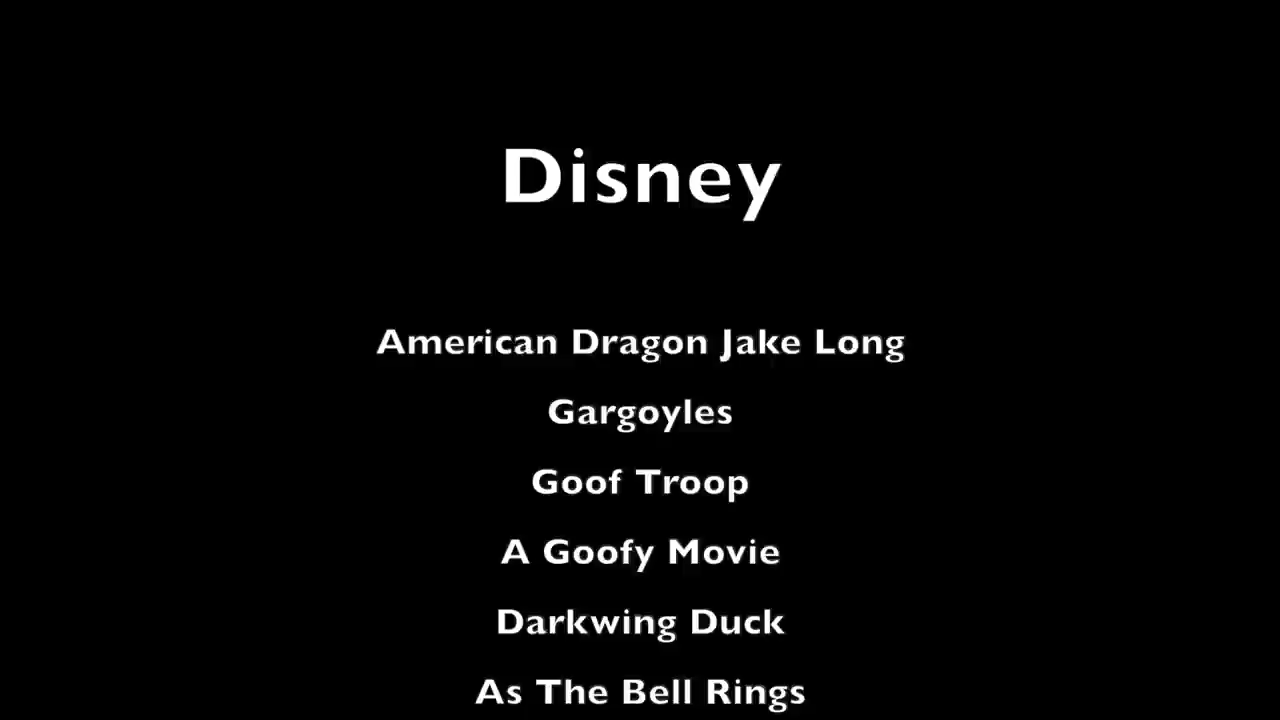 Disney
American Dragon Jake Long
Gargoyles
Goof Troop
A Goofy Movie
Darkwing Duck
As The Bell Rings